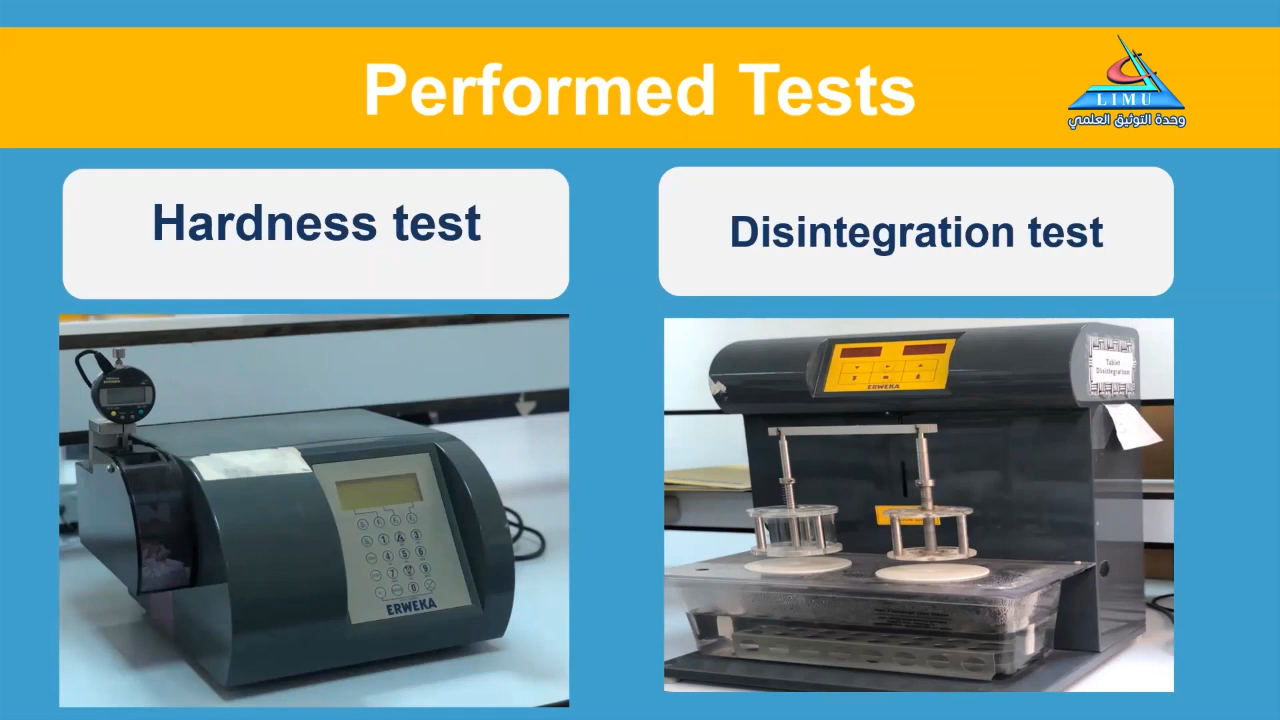 Performed Tests
LIMU
وحدة التوثيق العلمي
Hardness test
Disintegration test
ERWEKA
ERWEKA
Tablet
Disintegration